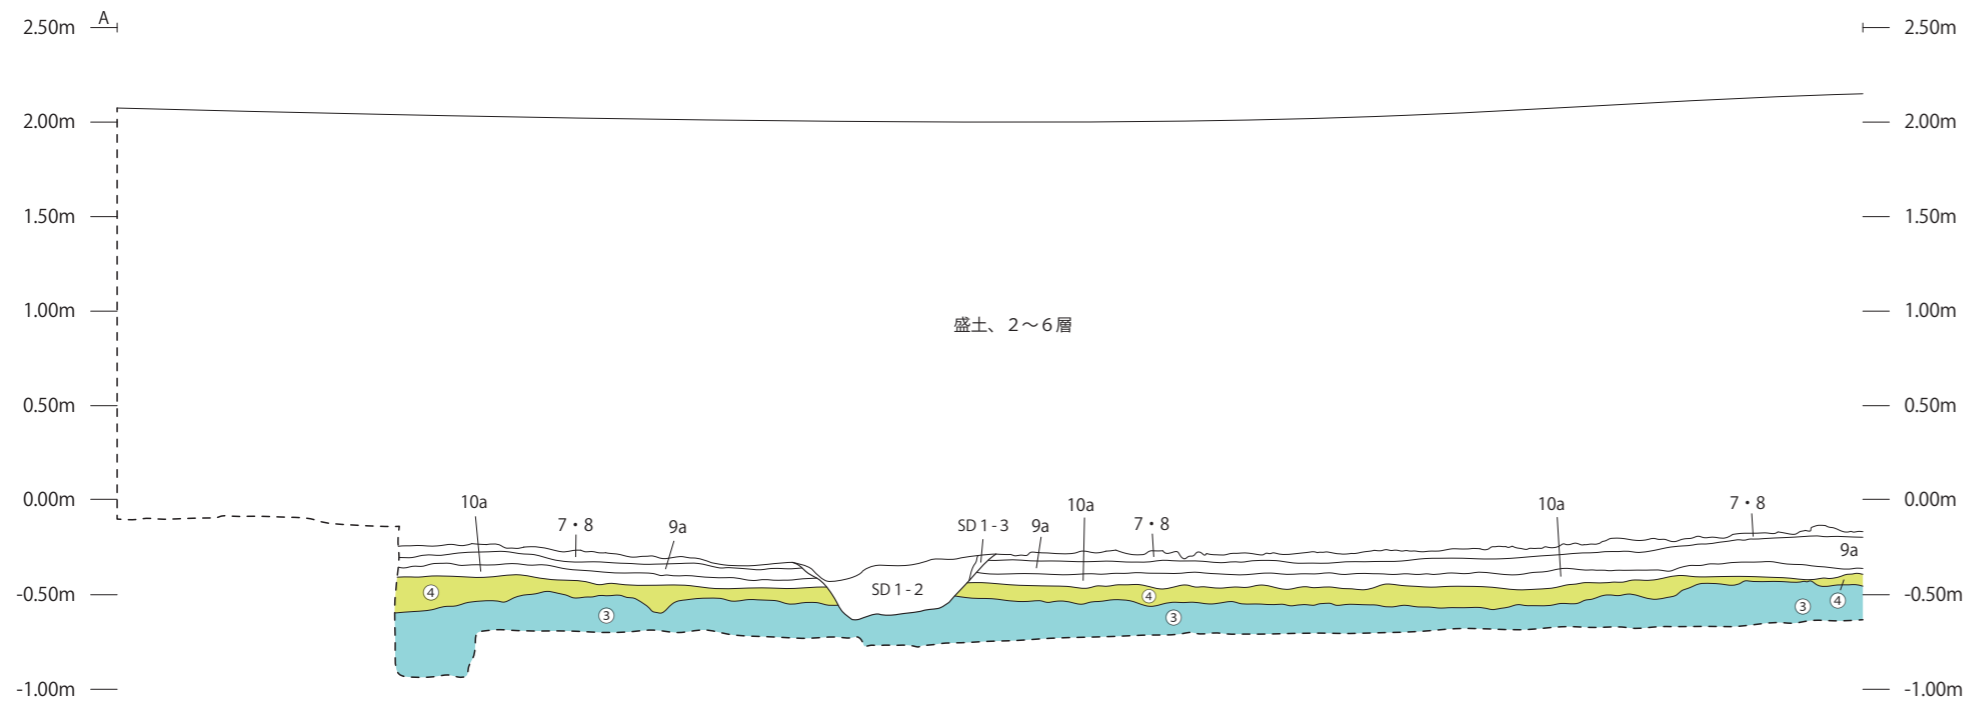 A
2.50m
2.50m
2.00m
2.00m
1.50m
1.50m
1.00m
1.00m
盛土、２～６層
0.50m
0.50m
0.00m
0.00m
10a
7・8
9a
SD 1 - 3
9a
10a
7・8
10a
7・8
9a
SD 1 - 2
-0.50m
-0.50m
④
③
④
③
③
④
-1.00m
-1.00m